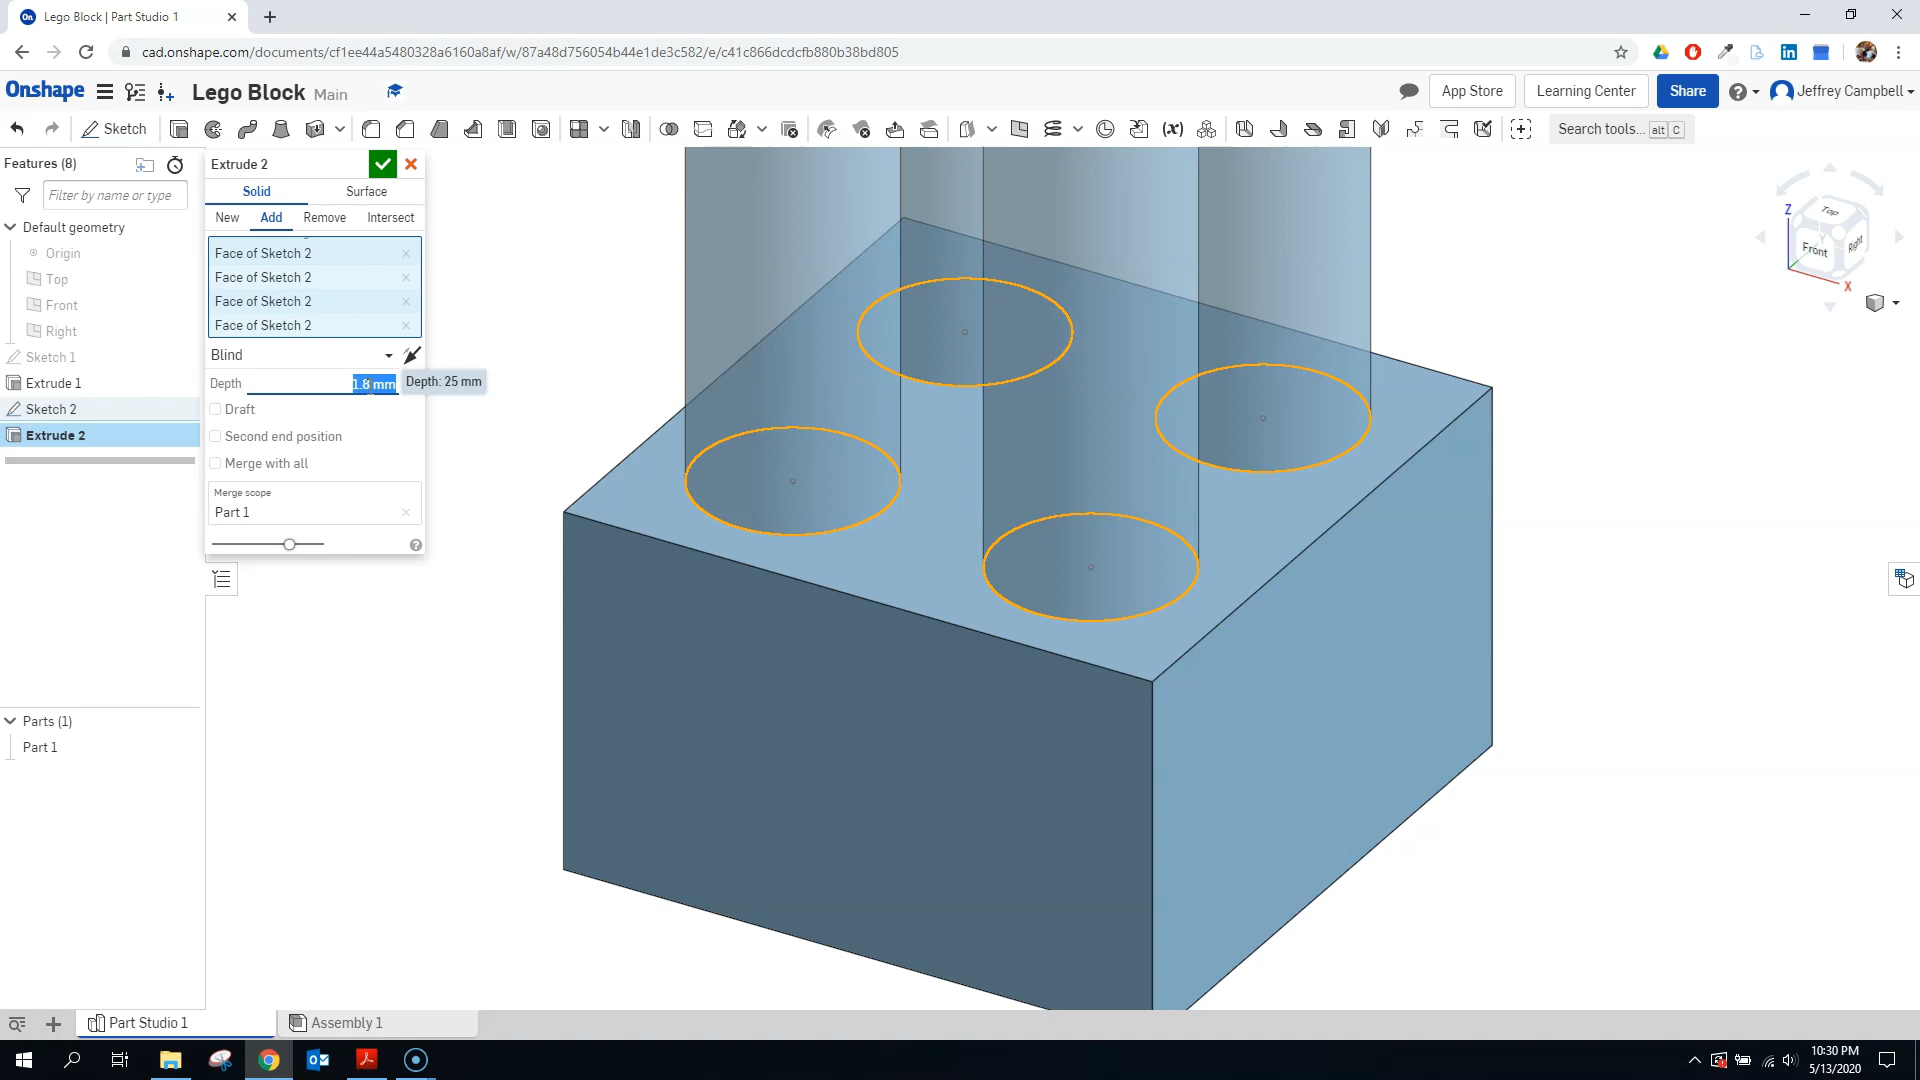 Lego Block | Part Studio 1
cad.onshape.com/documents/cf1ee44a5480328a6160a8af/w/87a48d756054b44e1de3c582/e/c41c866dcdcfb880b38bd805
Onshape
Lego Block Main
App Store
Learning Center
Share
Jeffrey Campbell
Sketch
(x)
Search tools... alt C
Features (8)
Filter by name or type
Default geometry
Origin
Top
Front
Right
Sketch 1
Extrude 1
Sketch 2
Extrude 2
Extrude 2
Solid Surface
New Add Remove Intersect
Face of Sketch 2
Face of Sketch 2
Face of Sketch 2
Face of Sketch 2
Blind
Depth 1.8 mm
Depth: 25 mm
Draft
Second end position
Merge with all
Merge scope
Part 1
Z
Top
Y
Front
Right
X
Parts (1)
Part 1
Part Studio 1
Assembly 1
10:30 PM
5/13/2020